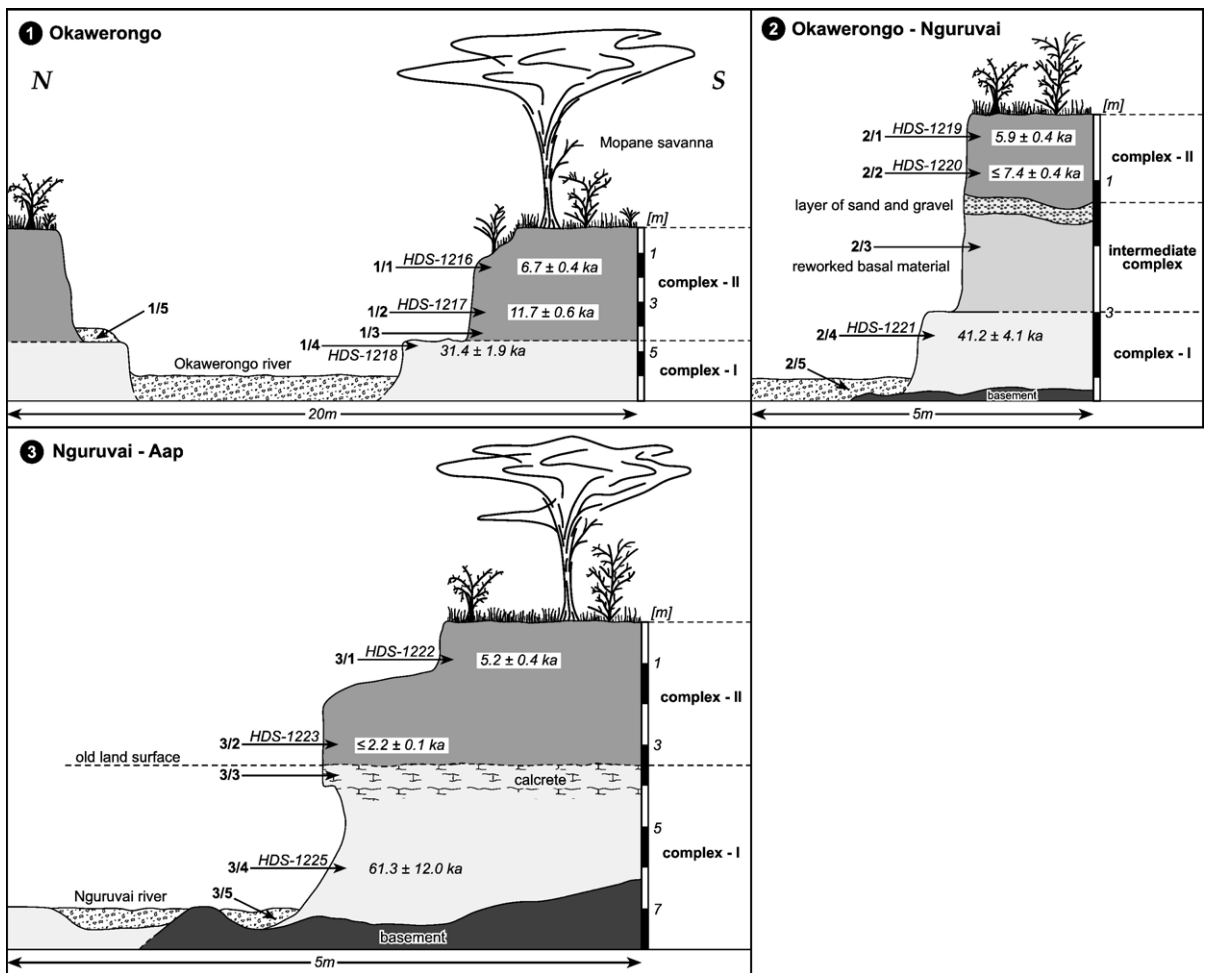 1 Okawerongo
N
S
Mopane savanna
[m]
1/1 HDS-1216 6.7 ± 0.4 ka
1
complex - II
1/2 HDS-1217 11.7 ± 0.6 ka
3
1/5
1/3
1/4 HDS-1218 31.4 ± 1.9 ka
5
complex - I
Okawerongo river
20m
2 Okawerongo - Nguruvai
[m]
2/1 HDS-1219 5.9 ± 0.4 ka
complex - II
2/2 HDS-1220 ≤ 7.4 ± 0.4 ka
1
layer of sand and gravel
2/3
reworked basal material
intermediate
complex
3
2/4 HDS-1221 41.2 ± 4.1 ka
complex - I
2/5
basement
5m
3 Nguruvai - Aap
[m]
3/1 HDS-1222 5.2 ± 0.4 ka
1
complex - II
3/2 HDS-1223 ≤ 2.2 ± 0.1 ka
3
old land surface
3/3
calcrete
5
complex - I
3/4 HDS-1225 61.3 ± 12.0 ka
Nguruvai river
3/5
7
basement
5m